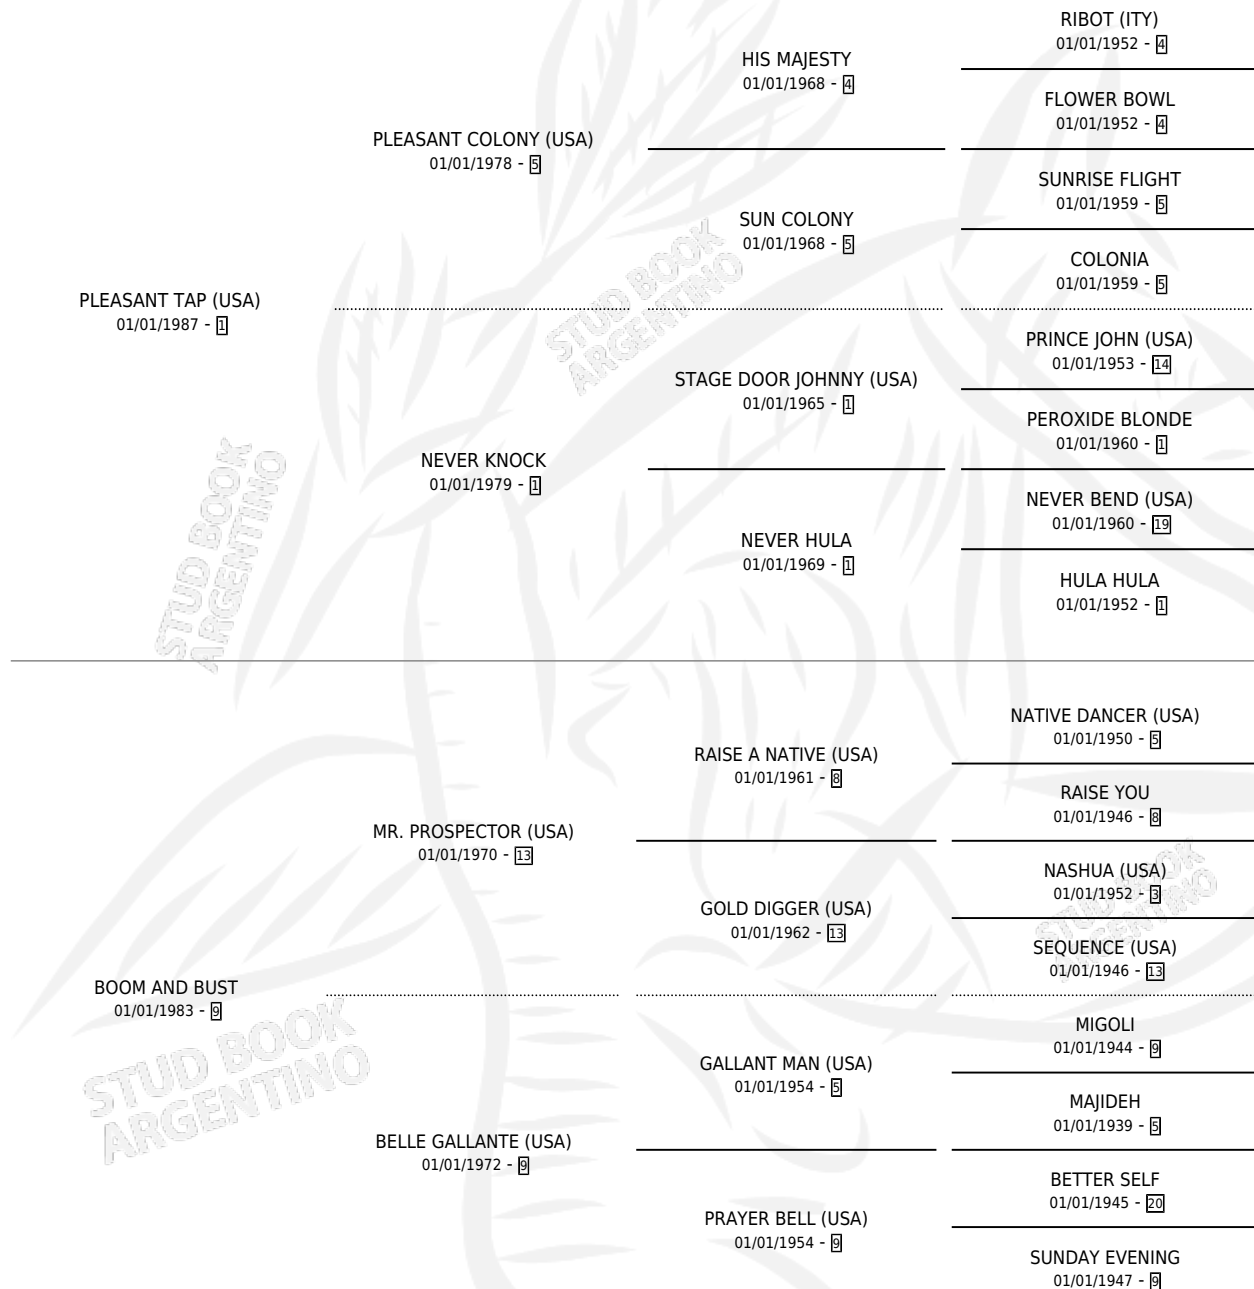 RIBOT (ITY)
01/01/1952 - 4
HIS MAJESTY
01/01/1968 - 4
FLOWER BOWL
01/01/1952 - 4
PLEASANT COLONY (USA)
01/01/1978 - 5
SUNRISE FLIGHT
01/01/1959 - 5
SUN COLONY
01/01/1968 - 5
COLONIA
01/01/1959 - 5
PLEASANT TAP (USA)
01/01/1987 - 1
PRINCE JOHN (USA)
01/01/1953 - 14
STAGE DOOR JOHNNY (USA)
01/01/1965 - 1
PEROXIDE BLONDE
01/01/1960 - 1
NEVER KNOCK
01/01/1979 - 1
NEVER BEND (USA)
01/01/1960 - 19
NEVER HULA
01/01/1969 - 1
HULA HULA
01/01/1952 - 1
NATIVE DANCER (USA)
01/01/1950 - 5
RAISE A NATIVE (USA)
01/01/1961 - 8
RAISE YOU
01/01/1946 - 8
MR. PROSPECTOR (USA)
01/01/1970 - 13
NASHUA (USA)
01/01/1952 - 3
GOLD DIGGER (USA)
01/01/1962 - 13
SEQUENCE (USA)
01/01/1946 - 13
BOOM AND BUST
01/01/1983 - 9
MIGOLI
01/01/1944 - 9
GALLANT MAN (USA)
01/01/1954 - 5
MAJIDEH
01/01/1939 - 5
BELLE GALLANTE (USA)
01/01/1972 - 9
BETTER SELF
01/01/1945 - 20
PRAYER BELL (USA)
01/01/1954 - 9
SUNDAY EVENING
01/01/1947 - 9
STUD BOOK
ARGENTINO
STUD BOOK
ARGENTINO
STUD BOOK
ARGENTINO
STUD BOOK
ARGENTINO